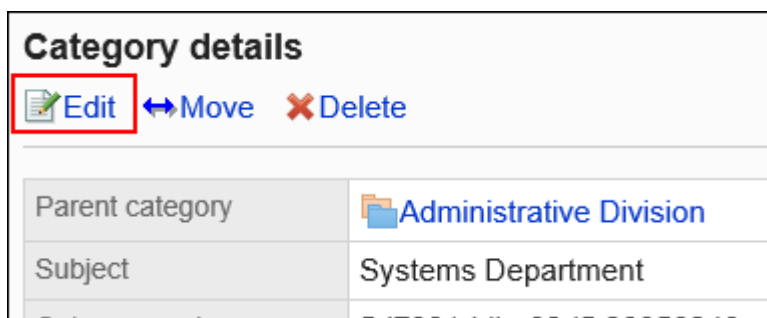 Category details
Edit Move Delete
Parent category Administrative Division
Subject Systems Department